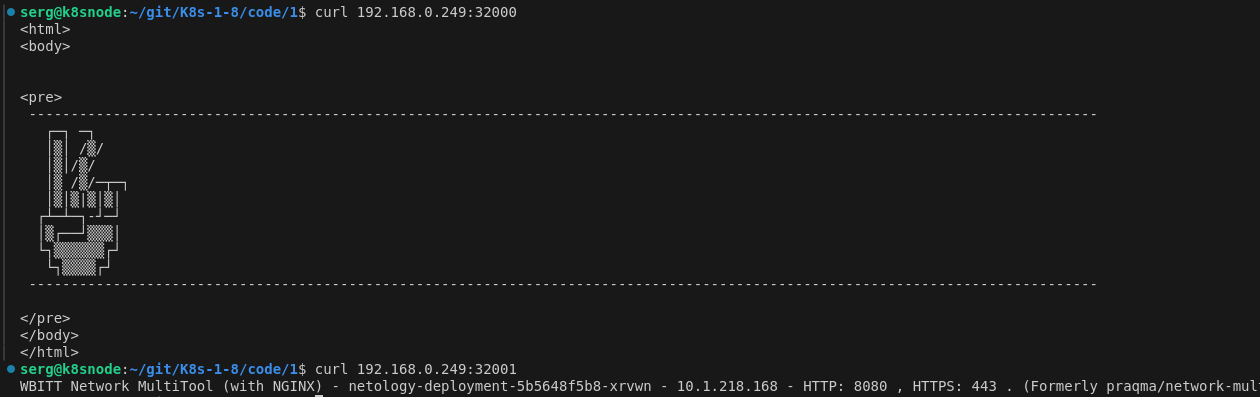 serg@k8snode:~/git/K8s-1-8/code/1$ curl 192.168.0.249:32000
<html>
<body>
<pre>
-------------------------------------------------------------------------------------------------------------------------------
  ┌─┐ ─┐
  │▒│ /▒/
  │▒│/▒/
  │▒ /▒/─┬─┐
  │▒│▒│▒│▒│
 ┌┴─┴─┐-┘─┘
 │▒┌──┘▒▒▒│
 └┐▒▒▒▒▒▒┌┘
  └┐▒▒▒▒┌┘
-------------------------------------------------------------------------------------------------------------------------------
</pre>
</body>
</html>
serg@k8snode:~/git/K8s-1-8/code/1$ curl 192.168.0.249:32001
WBITT Network MultiTool (with NGINX) - netology-deployment-5b5648f5b8-xrvwn - 10.1.218.168 - HTTP: 8080 , HTTPS: 443 . (Formerly praqma/network-mul